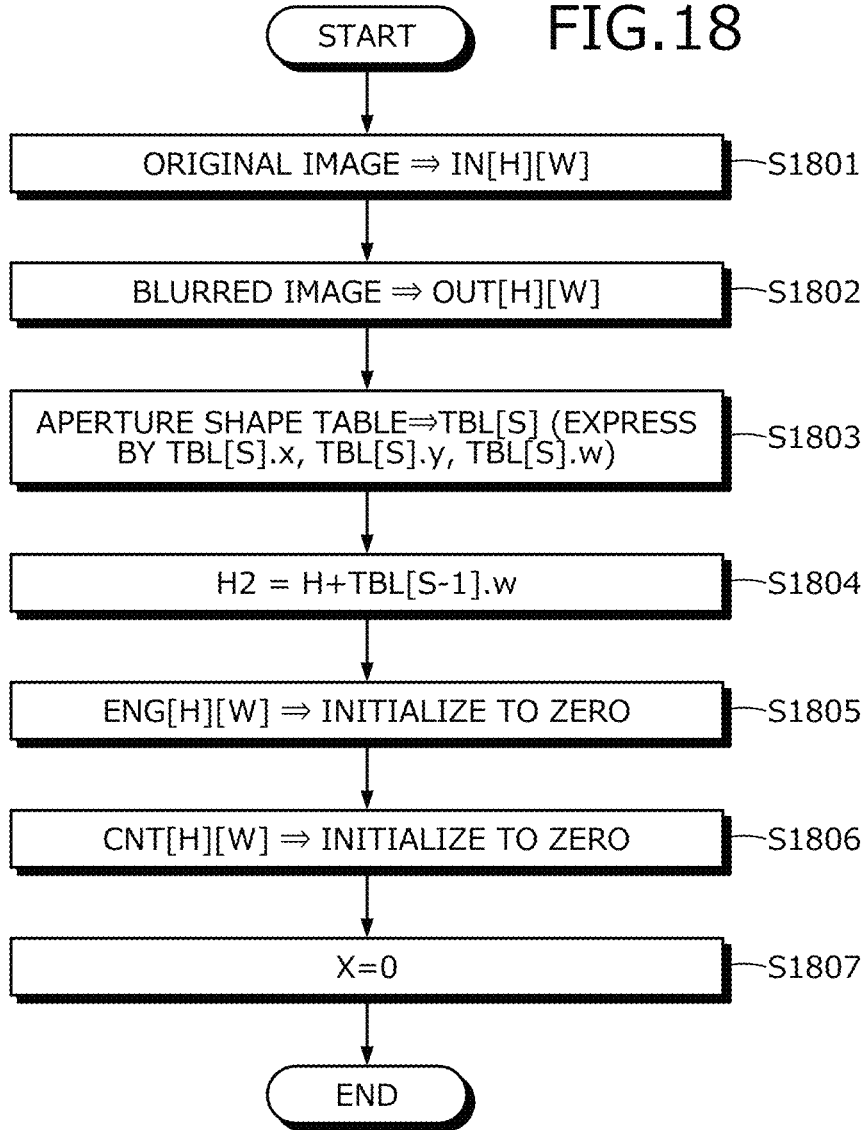 FIG.18
START
ORIGINAL IMAGE ⇒ IN[H][W]
S1801
BLURRED IMAGE ⇒ OUT[H][W]
S1802
APERTURE SHAPE TABLE⇒TBL[S] (EXPRESS
BY TBL[S].x, TBL[S].y, TBL[S].w)
S1803
H2 = H+TBL[S-1].w
S1804
ENG[H][W] ⇒ INITIALIZE TO ZERO
S1805
CNT[H][W] ⇒ INITIALIZE TO ZERO
S1806
X=0
S1807
END